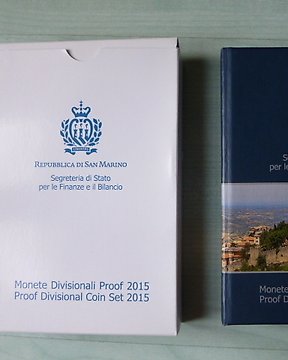 REPUBBLICA DI SAN MARINO
Segreteria di Stato
per le Finanze e il Bilancio
Monete Divisionali Proof 2015
Proof Divisional Coin Set 2015
S
per le
Monete
Proof D